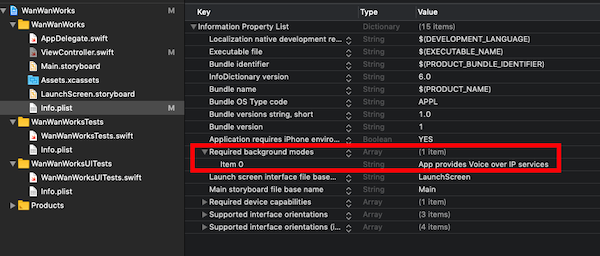 WanWanWorks M
WanWanWorks
AppDelegate.swift
ViewController.swift M
Main.storyboard
Assets.xcassets
LaunchScreen.storyboard
Info.plist M
WanWanWorksTests
WanWanWorksTests.swift
Info.plist
WanWanWorksUITests
WanWanWorksUITests.swift
Info.plist
Products
Key Type Value
Information Property List Dictionary (15 items)
Localization native development re... String $(DEVELOPMENT_LANGUAGE)
Executable file String $(EXECUTABLE_NAME)
Bundle identifier String $(PRODUCT_BUNDLE_IDENTIFIER)
InfoDictionary version String 6.0
Bundle name String $(PRODUCT_NAME)
Bundle OS Type code String APPL
Bundle versions string, short String 1.0
Bundle version String 1
Application requires iPhone enviro... Boolean YES
Required background modes Array (1 item)
Item 0 String App provides Voice over IP services
Launch screen interface file base... String LaunchScreen
Main storyboard file base name String Main
Required device capabilities Array (1 item)
Supported interface orientations Array (3 items)
Supported interface orientations (i... Array (4 items)